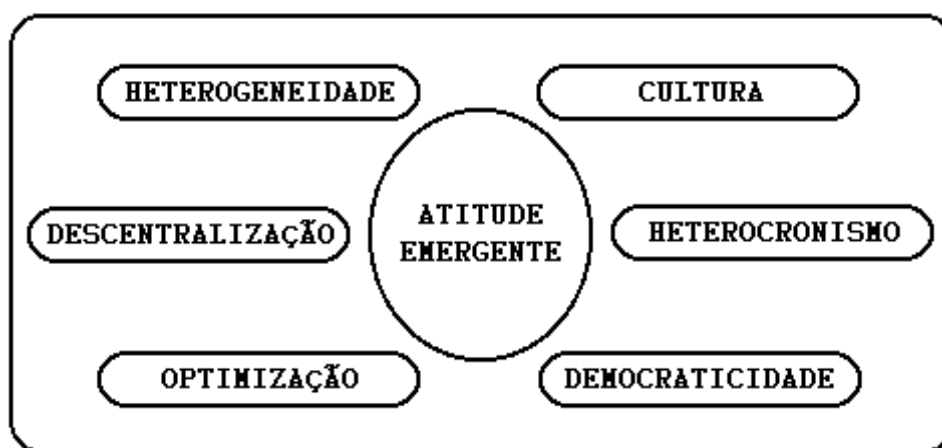 HETEROGENEIDADE
CULTURA
DESCENTRALIZAÇÃO
ATITUDE
EMERGENTE
HETEROCRONISMO
OPTIMIZAÇÃO
DEMOCRATICIDADE